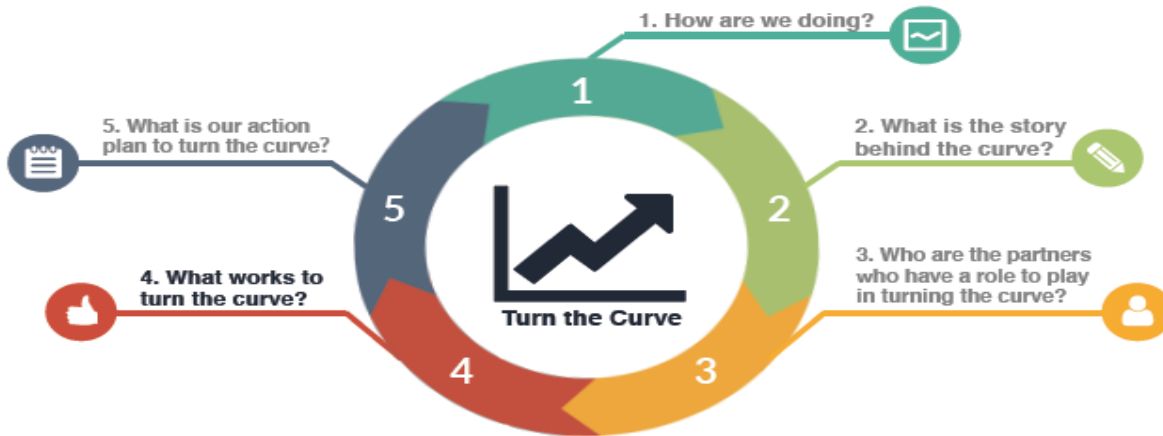 1. How are we doing?
1
2. What is the story
behind the curve?
2
3. Who are the partners
who have a role to play
in turning the curve?
3
4. What works to
turn the curve?
4
5. What is our action
plan to turn the curve?
5
Turn the Curve